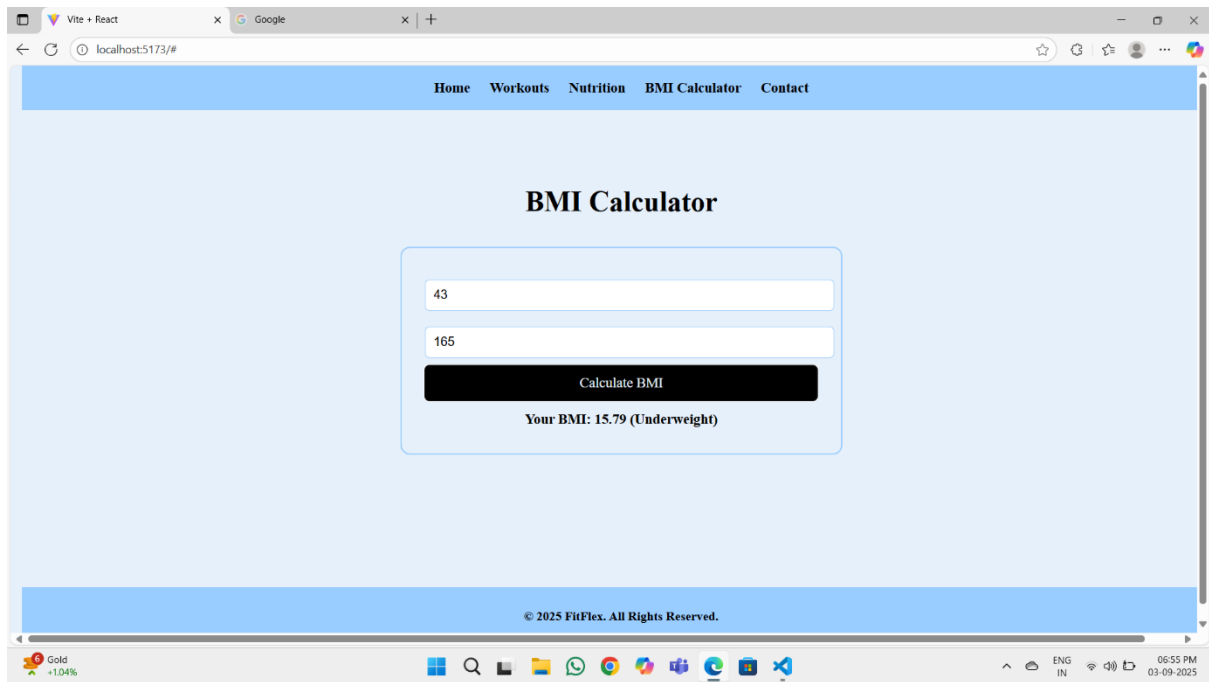 Vite + React
Google
localhost:5173/#
Home Workouts Nutrition BMI Calculator Contact
BMI Calculator
43
165
Calculate BMI
Your BMI: 15.79 (Underweight)
© 2025 FitFlex. All Rights Reserved.
6
Gold
+1.04%
ENG
IN
06:55 PM
03-09-2025